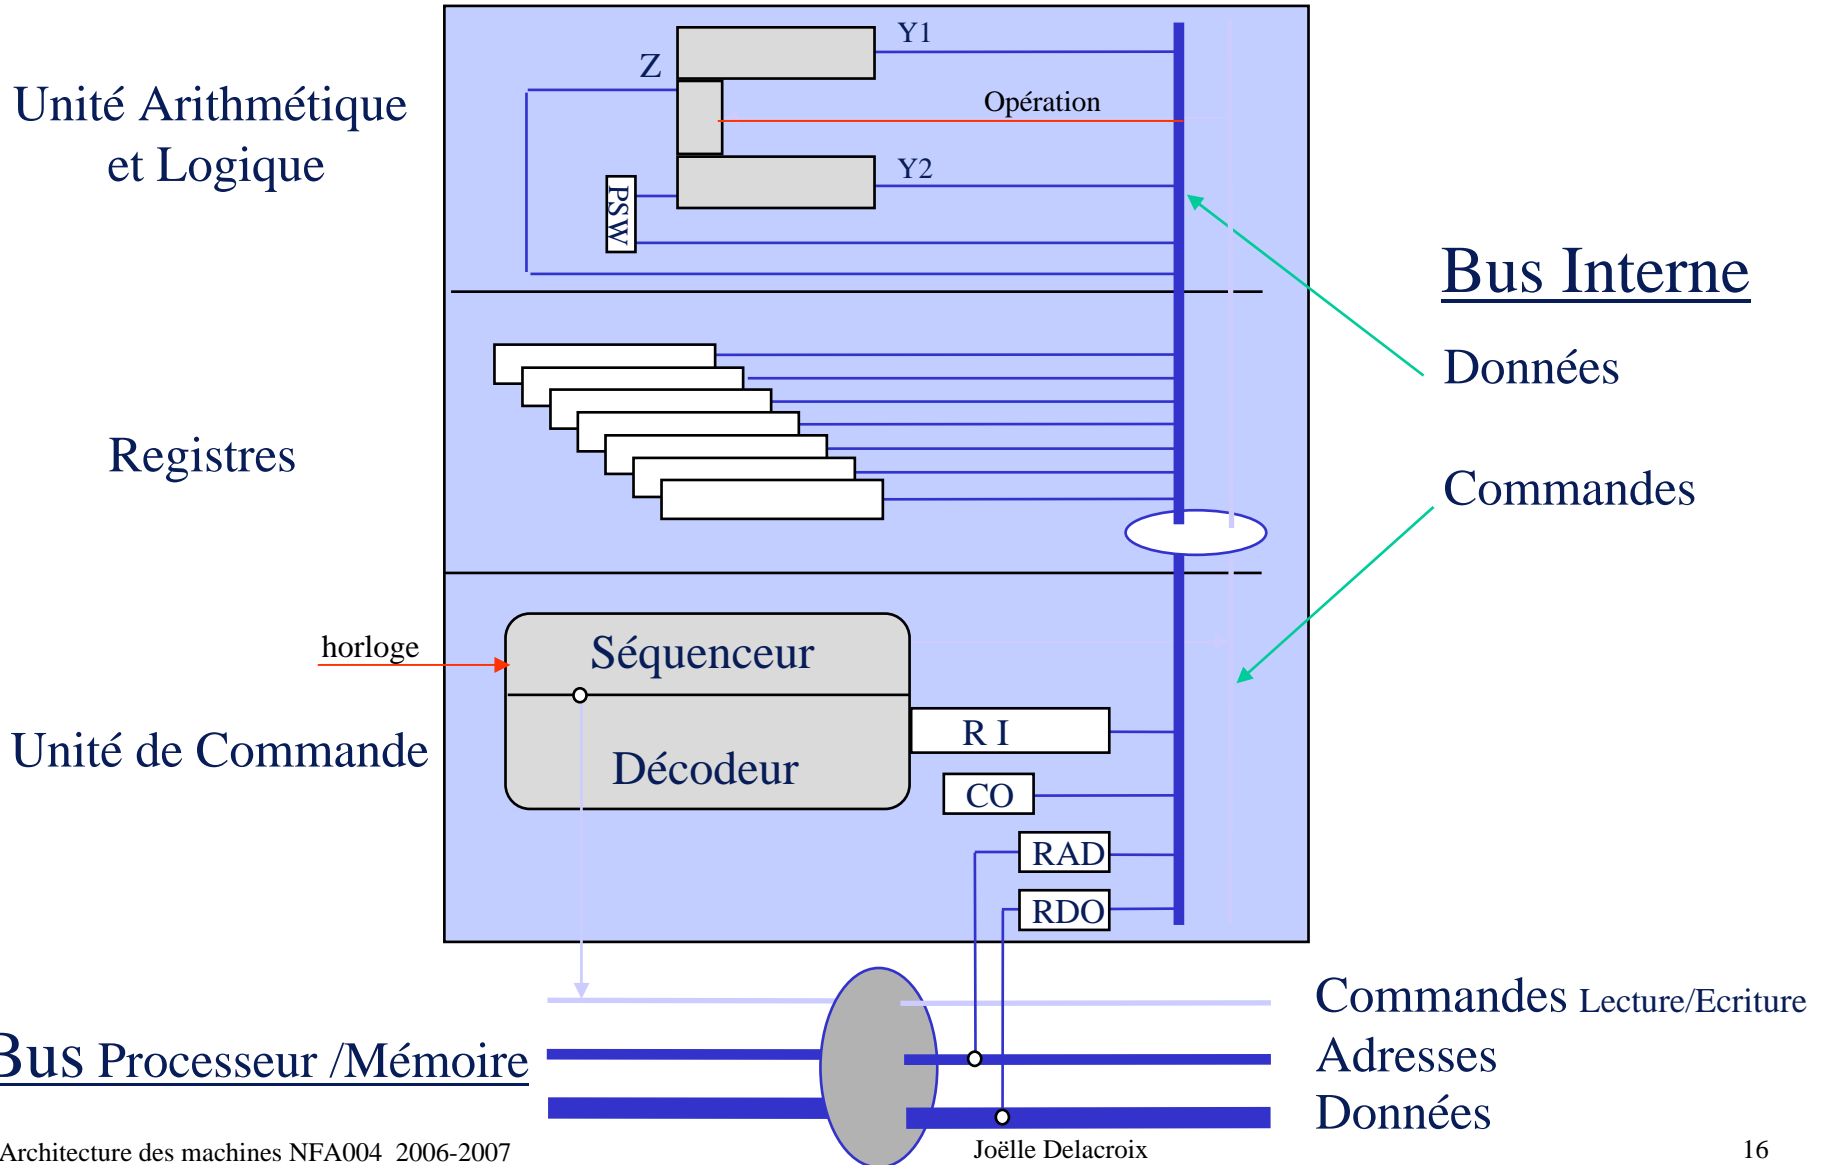 Y1
Z
Unité Arithmétique
et Logique
Opération
Y2
PSW
Bus Interne
Données
Registres
Commandes
horloge
Séquenceur
Unité de Commande
R I
Décodeur
CO
RAD
RDO
Commandes Lecture/Ecriture
Bus Processeur /Mémoire
Adresses
Données
Architecture des machines NFA004 2006-2007
Joëlle Delacroix
16